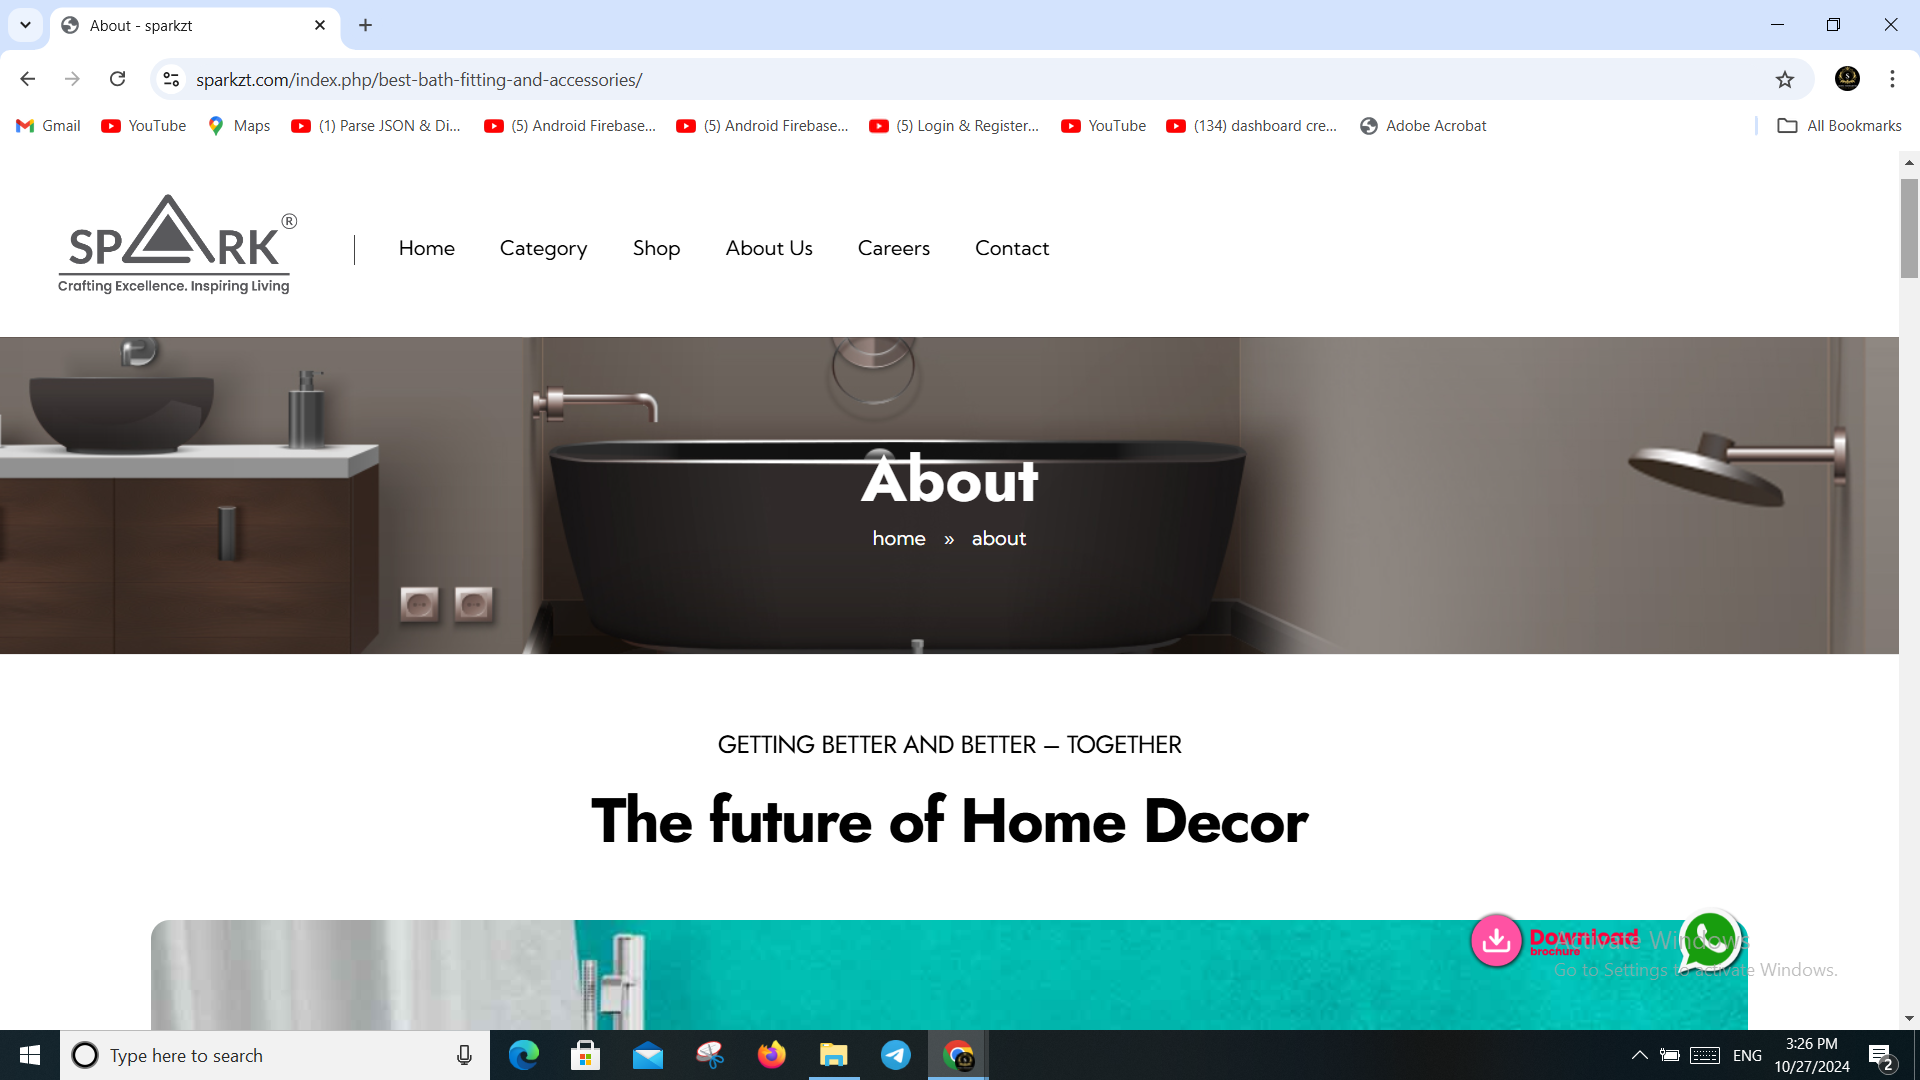 About - sparkzt
sparkzt.com/index.php/best-bath-fitting-and-accessories/
Gmail
YouTube
Maps
(1) Parse JSON & Di...
(5) Android Firebase...
(5) Android Firebase...
(5) Login & Register...
YouTube
(134) dashboard cre...
Adobe Acrobat
All Bookmarks
SPARK®
Crafting Excellence. Inspiring Living
Home
Category
Shop
About Us
Careers
Contact
About
home » about
GETTING BETTER AND BETTER – TOGETHER
The future of Home Decor
Download
brochure
Activate Windows
Go to Settings to activate Windows.
Type here to search
ENG
3:26 PM
10/27/2024
2